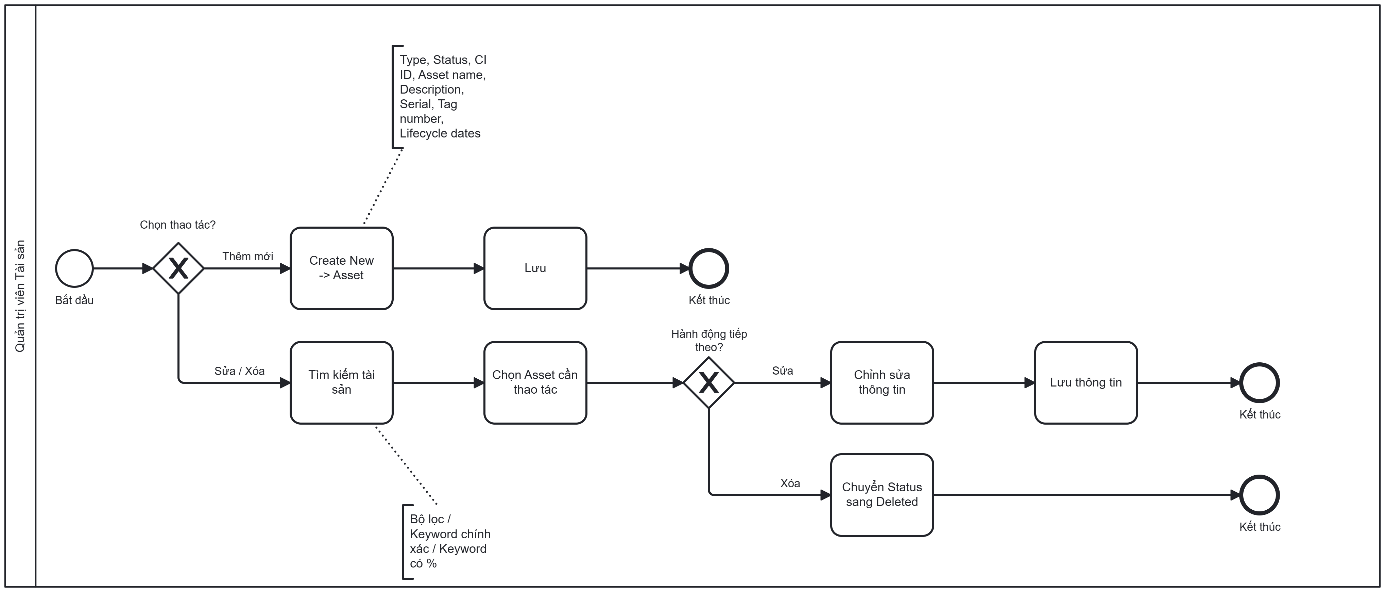 Quản trị viên Tài sản
Type, Status, CI
ID, Asset name,
Description,
Serial, Tag
number,
Lifecycle dates
Chọn thao tác?
Bắt đầu
Thêm mới
Create New
-> Asset
Lưu
Kết thúc
Sửa / Xóa
Tìm kiếm tài
sản
Chọn Asset cần
thao tác
Hành động tiếp
theo?
Sửa
Chỉnh sửa
thông tin
Lưu thông tin
Kết thúc
Xóa
Chuyển Status
sang Deleted
Kết thúc
Bộ lọc /
Keyword chính
xác / Keyword
có %